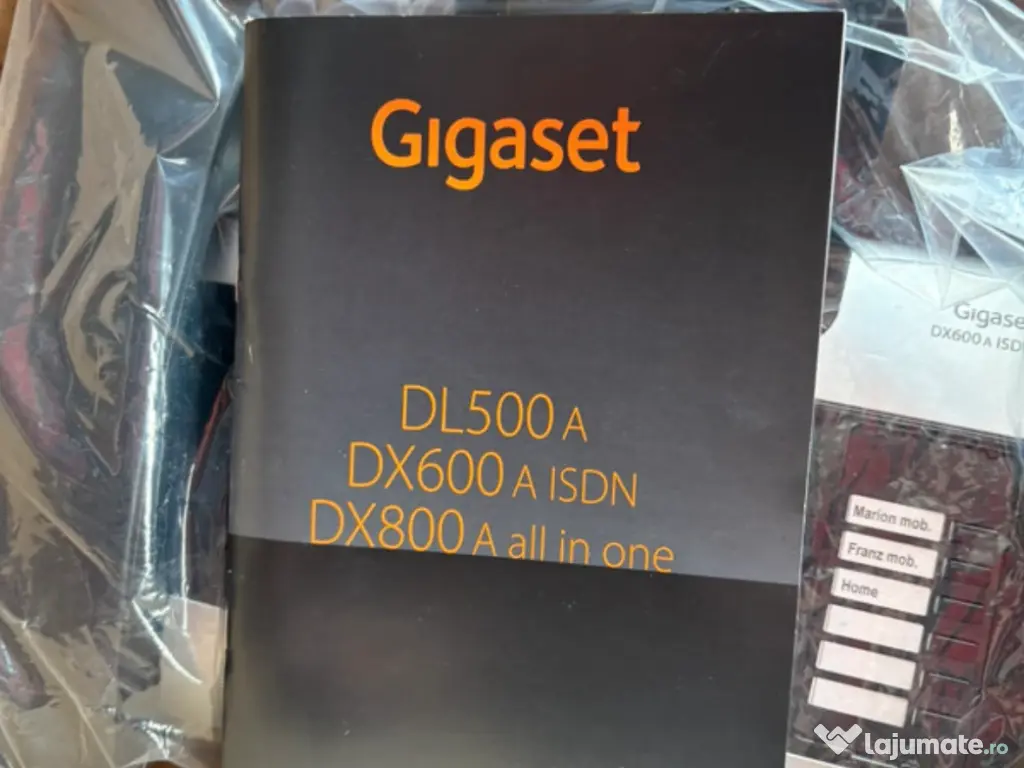 Gigaset
DL500 A
DX600 A ISDN
DX800 A all in one
Gigase
DX600 A ISD
Marion mob.
Franz mob.
Home
lajumate.ro